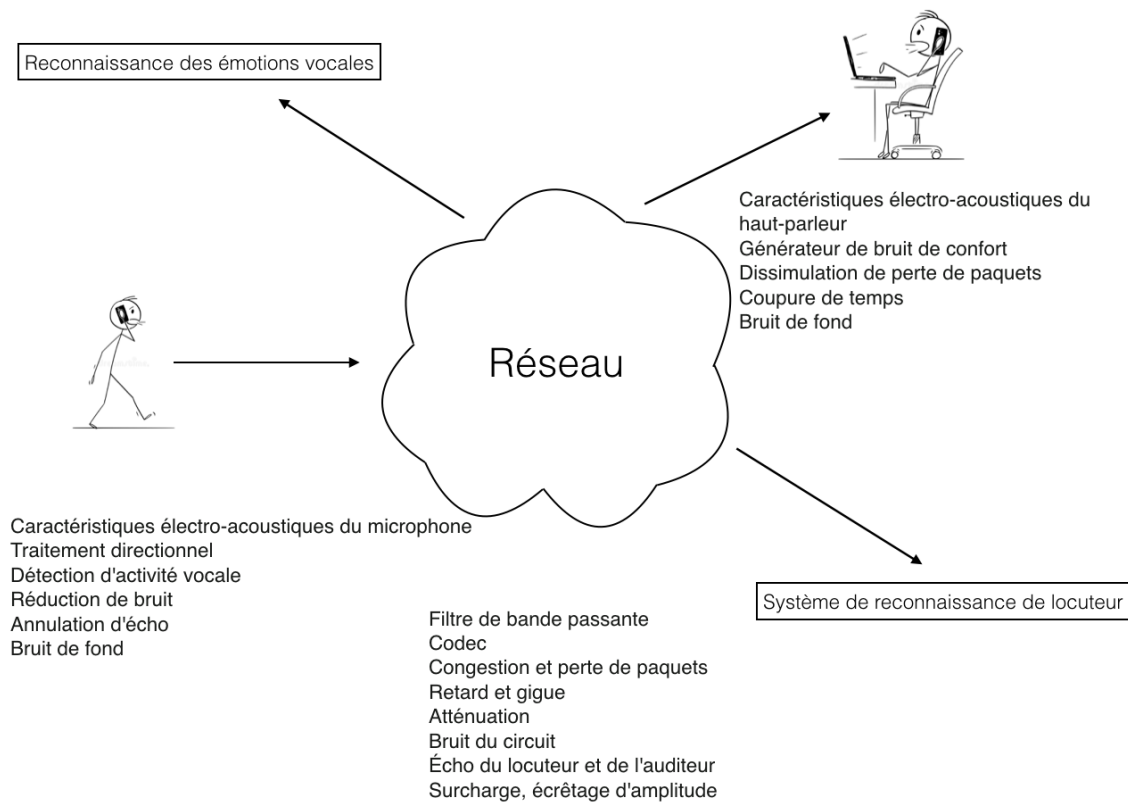 Reconnaissance des émotions vocales
Caractéristiques électro-acoustiques du
haut-parleur
Générateur de bruit de confort
Dissimulation de perte de paquets
Coupure de temps
Bruit de fond
Réseau
Caractéristiques électro-acoustiques du microphone
Traitement directionnel
Détection d'activité vocale
Réduction de bruit
Annulation d'écho
Bruit de fond
Filtre de bande passante
Codec
Congestion et perte de paquets
Retard et gigue
Atténuation
Bruit du circuit
Écho du locuteur et de l'auditeur
Surcharge, écrêtage d'amplitude
Système de reconnaissance de locuteur